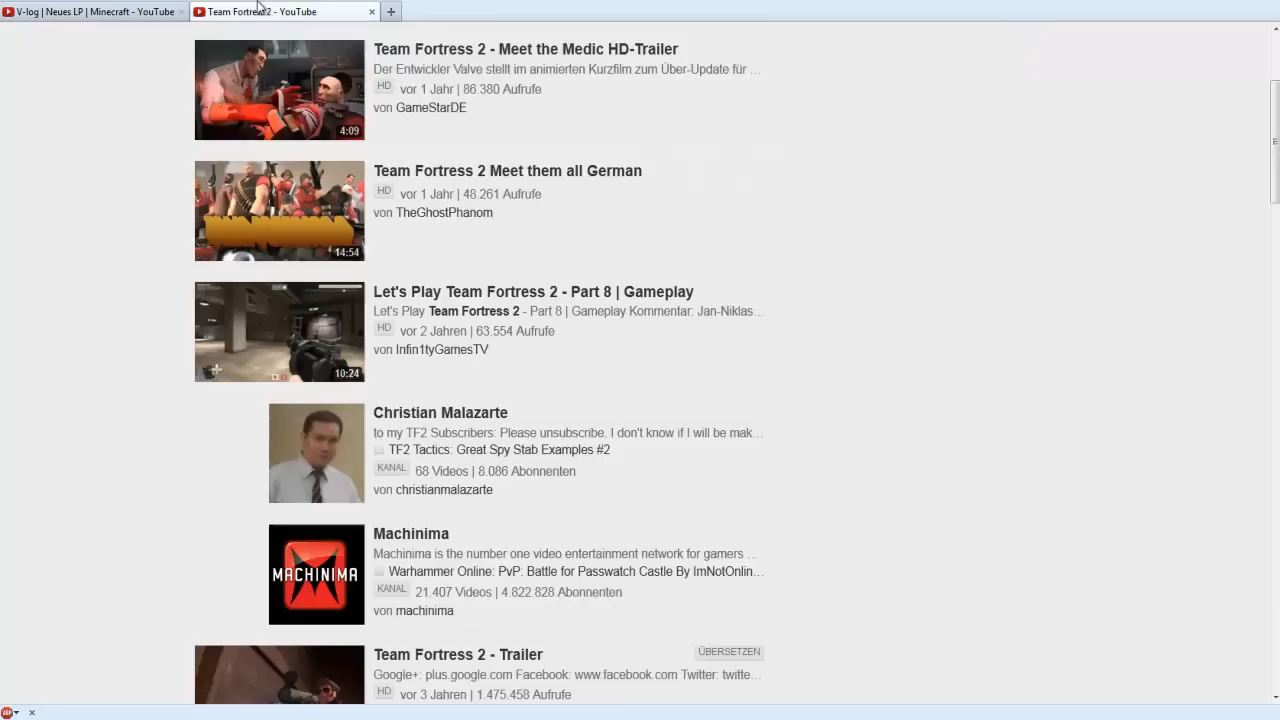 V-log | Neues LP | Minecraft - YouTube
Team Fortress 2 - YouTube
Team Fortress 2 - Meet the Medic HD-Trailer
Der Entwickler Valve stellt im animierten Kurzfilm zum Über-Update für ...
HD vor 1 Jahr | 86.380 Aufrufe
von GameStarDE
4:09
Team Fortress 2 Meet them all German
HD vor 1 Jahr | 48.261 Aufrufe
von TheGhostPhanom
14:54
Let's Play Team Fortress 2 - Part 8 | Gameplay
Let's Play Team Fortress 2 - Part 8 | Gameplay Kommentar: Jan-Niklas...
HD vor 2 Jahren | 63.554 Aufrufe
von Infin1tyGamesTV
10:24
Christian Malazarte
to my TF2 Subscribers: Please unsubscribe. I don't know if I will be mak...
TF2 Tactics: Great Spy Stab Examples #2
KANAL 68 Videos | 8.086 Abonnenten
von christianmalazarte
Machinima
Machinima is the number one video entertainment network for gamers ...
Warhammer Online: PvP: Battle for Passwatch Castle By ImNotOnlin...
MACHINIMA
KANAL 21.407 Videos | 4.822.828 Abonnenten
von machinima
Team Fortress 2 - Trailer
ÜBERSETZEN
Google+: plus.google.com Facebook: www.facebook.com Twitter: twitte...
HD vor 3 Jahren | 1.475.458 Aufrufe
ABP